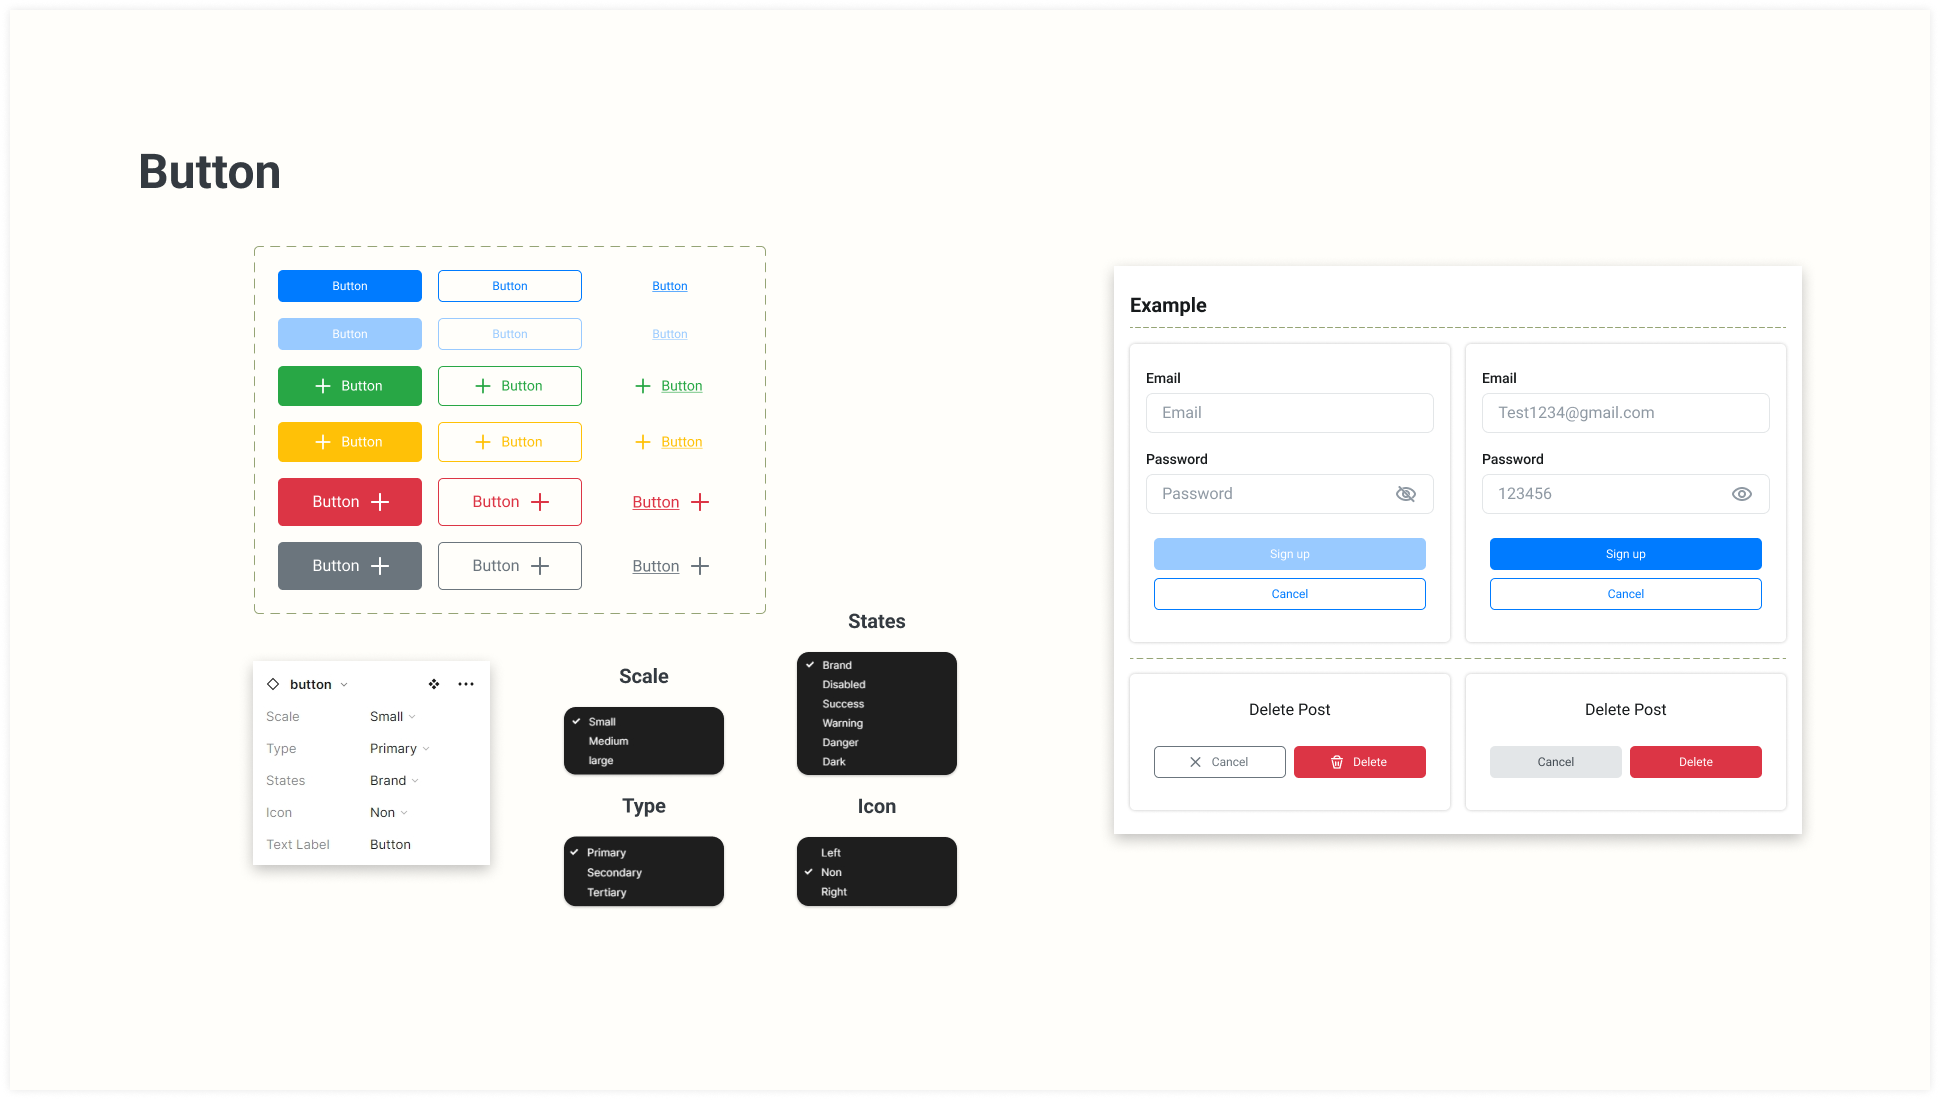 Button
Button Button Button
Button Button Button
Button Button Button
Button Button Button
Button Button Button
Button Button Button
button
Scale Small
Type Primary
States Brand
Icon Non
Text Label Button
Scale
Small
Medium
large
Type
Primary
Secondary
Tertiary
States
Brand
Disabled
Success
Warning
Danger
Dark
Icon
Left
Non
Right
Example
Email
Email
Password
Password
Sign up
Cancel
Email
Test1234@gmail.com
Password
123456
Sign up
Cancel
Delete Post
Cancel Delete
Delete Post
Cancel Delete